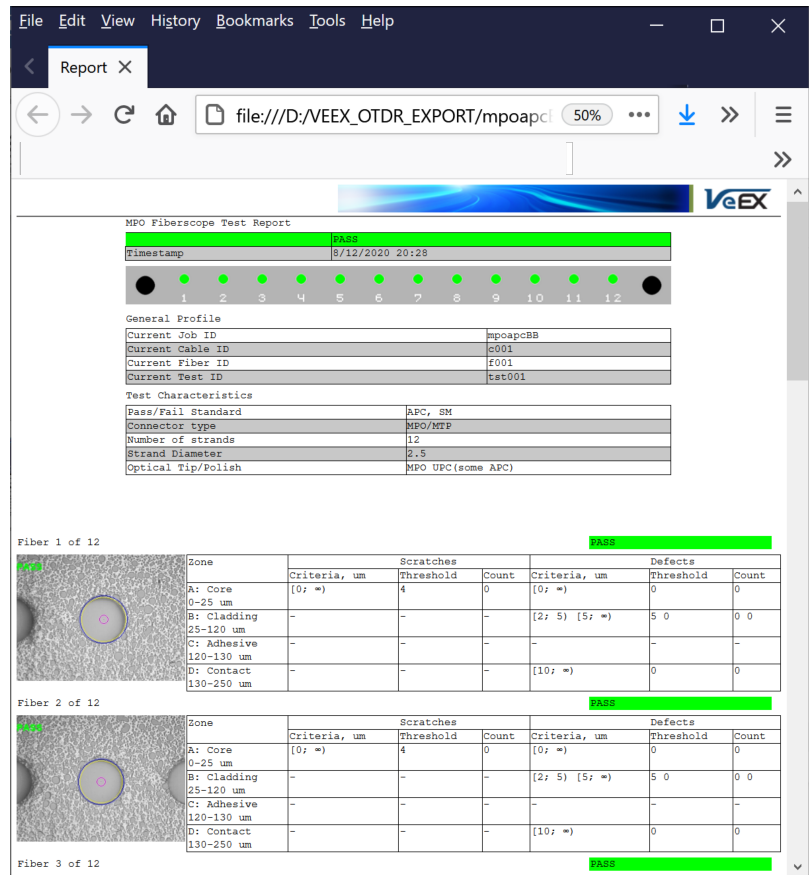 File Edit View History Bookmarks Tools Help
Report
file:///D:/VEEX_OTDR_EXPORT/mpoapcB 50%
VeEX
MPO Fiberscope Test Report
PASS
Timestamp 8/12/2020 20:28
1 2 3 4 5 6 7 8 9 10 11 12
General Profile
Current Job ID mpoapcBB
Current Cable ID c001
Current Fiber ID f001
Current Test ID tst001
Test Characteristics
Pass/Fail Standard APC, SM
Connector type MPO/MTP
Number of strands 12
Strand Diameter 2.5
Optical Tip/Polish MPO UPC(some APC)
Fiber 1 of 12 PASS
PASS
Zone Scratches Defects
Criteria, um Threshold Count Criteria, um Threshold Count
A: Core [0; ∞) 4 0 [0; ∞) 0 0
0-25 um
B: Cladding - - - [2; 5) [5; ∞) 5 0 0 0
25-120 um
C: Adhesive - - - - - -
120-130 um
D: Contact - - - [10; ∞) 0 0
130-250 um
Fiber 2 of 12 PASS
PASS
Zone Scratches Defects
Criteria, um Threshold Count Criteria, um Threshold Count
A: Core [0; ∞) 4 0 [0; ∞) 0 0
0-25 um
B: Cladding - - - [2; 5) [5; ∞) 5 0 0 0
25-120 um
C: Adhesive - - - - - -
120-130 um
D: Contact - - - [10; ∞) 0 0
130-250 um
Fiber 3 of 12 PASS